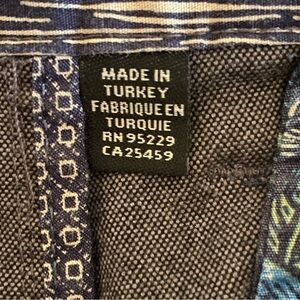 MADE IN
TURKEY
FABRIQUE EN
TURQUIE
RN 95229
CA25459